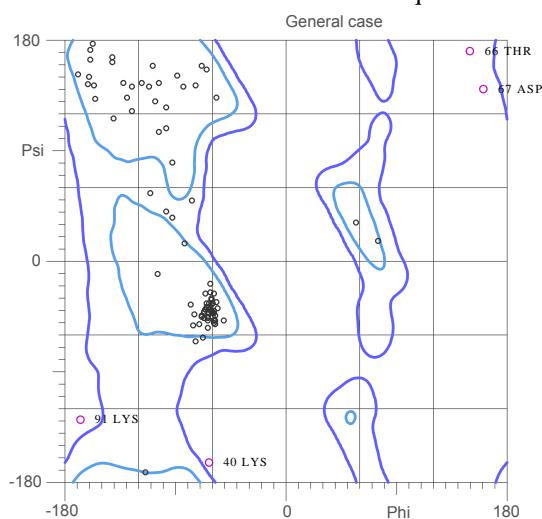 General case
180
66 THR
67 ASP
Psi
0
91 LYS
40 LYS
-180
-180 0 Phi 180